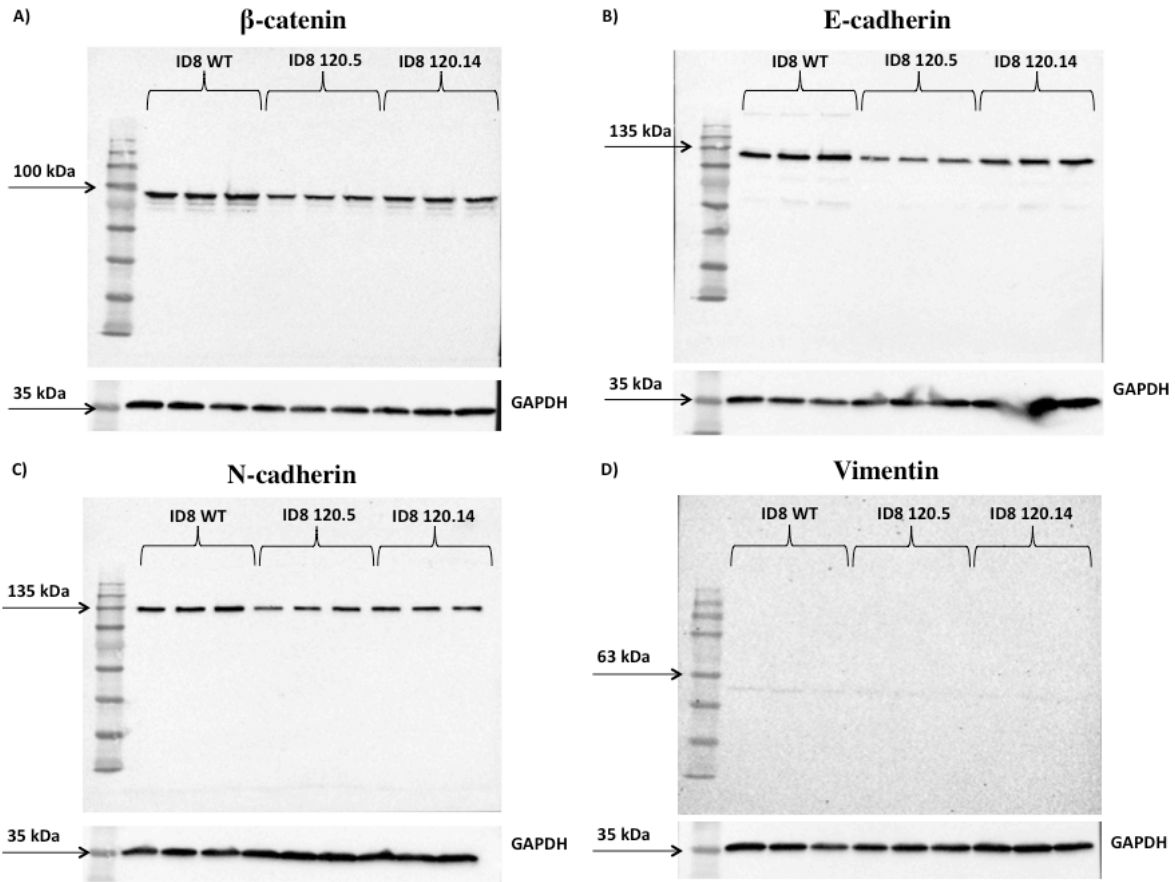 A)
β-catenin
ID8 WT
ID8 120.5
ID8 120.14
100 kDa
35 kDa
GAPDH
B)
E-cadherin
ID8 WT
ID8 120.5
ID8 120.14
135 kDa
35 kDa
GAPDH
C)
N-cadherin
ID8 WT
ID8 120.5
ID8 120.14
135 kDa
35 kDa
GAPDH
D)
Vimentin
ID8 WT
ID8 120.5
ID8 120.14
63 kDa
35 kDa
GAPDH